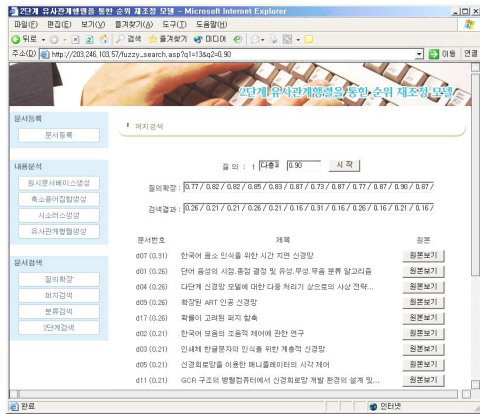 2단계 유사관계행렬을 통한 순위 재조정 모델 - Microsoft Internet Explorer
파일(F) 편집(E) 보기(V) 즐겨찾기(A) 도구(T) 도움말(H)
뒤로 검색 즐겨찾기 미디어
주소(D) http://203,246,103,57/fuzzy_search,asp?q1=13&q2=0,90 이동 연결
2단계 유사관계행렬을 통한 순위 재조정 모델
문서등록
문서등록
내용분석
원시문서베이스생성
축소용어집합생성
시소러스생성
유사관계행렬생성
문서검색
질의확장
퍼지검색
분류검색
2단계검색
퍼지검색
질의 : 1 다층퍼 0.90 시작
질의확장 : 0.77 / 0.82 / 0.82 / 0.85 / 0.83 / 0.87 / 0.73 / 0.87 / 0.77 / 0.87 / 0.90 / 0.87 /
검색결과 : 0.26 / 0.21 / 0.21 / 0.26 / 0.21 / 0.16 / 0.31 / 0.16 / 0.26 / 0.16 / 0.21 / 0.16 /
문서번호 제목 원본
d07 (0.31) 한국어 음소 인식를 위한 시간 지연 신경망 원본보기
d01 (0.26) 단어 음성의 시점,종점 결정 및 유성,무성,무음 분류 알고리즘 원본보기
d04 (0.26) 다단계 신경망 모델에 대한 다중 처리기 상으로의 사상 전략... 원본보기
d09 (0.26) 확장된 ART 인공 신경망 원본보기
d17 (0.26) 확률이 고려된 퍼지 함축 원본보기
d02 (0.21) 한국어 모음의 조음적 제어에 관한 연구 원본보기
d03 (0.21) 인쇄체 한글문자의 인식을 위한 계층적 신경망 원본보기
d05 (0.21) 신경회로망을 이용한 매니퓰레이터의 시각 제어 원본보기
d11 (0.21) GCR 구조의 병렬컴퓨터에서 신경회로망 개발 환경의 설계 및... 원본보기
완료 인터넷